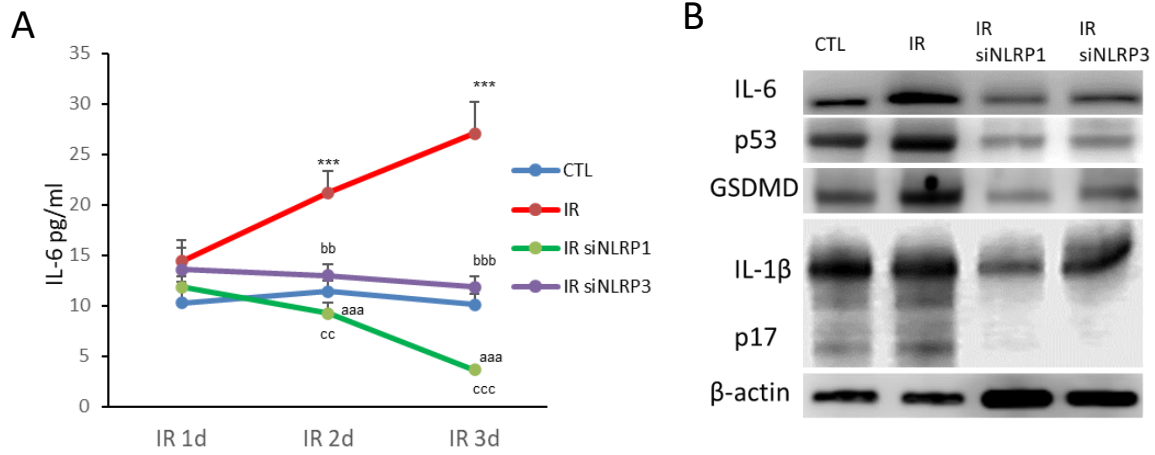 A
35
30
25
20
15
10
5
0
IL-6 pg/ml
***
***
bb
bbb
aaa
cc
aaa
ccc
IR 1d
IR 2d
IR 3d
CTL
IR
IR siNLRP1
IR siNLRP3
B
CTL
IR
IR
siNLRP1
IR
siNLRP3
IL-6
p53
GSDMD
IL-1β
p17
β-actin